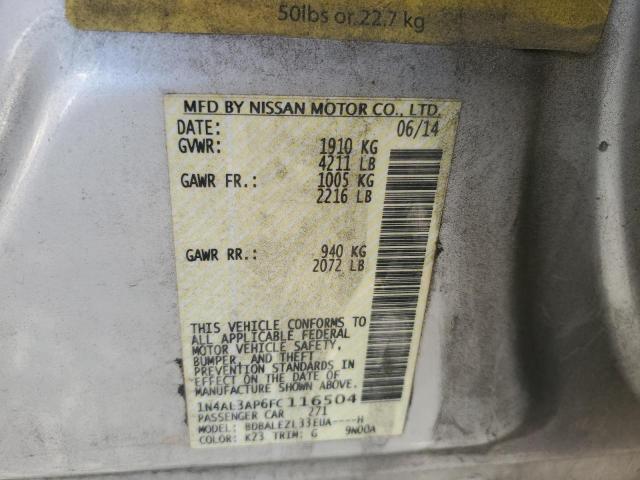 50lbs or 22.7 kg
MFD BY NISSAN MOTOR CO., LTD.
DATE: 06/14
GVWR: 1910 KG
4211 LB
GAWR FR.: 1005 KG
2216 LB
GAWR RR.: 940 KG
2072 LB
THIS VEHICLE CONFORMS TO
ALL APPLICABLE FEDERAL
MOTOR VEHICLE SAFETY,
BUMPER, AND THEFT
PREVENTION STANDARDS IN
EFFECT ON THE DATE OF
MANUFACTURE SHOWN ABOVE.
1N4AL3AP6FC116504
PASSENGER CAR 271
MODEL: BDBALEZL33EUA----H
COLOR: K23 TRIM: G 9N00A